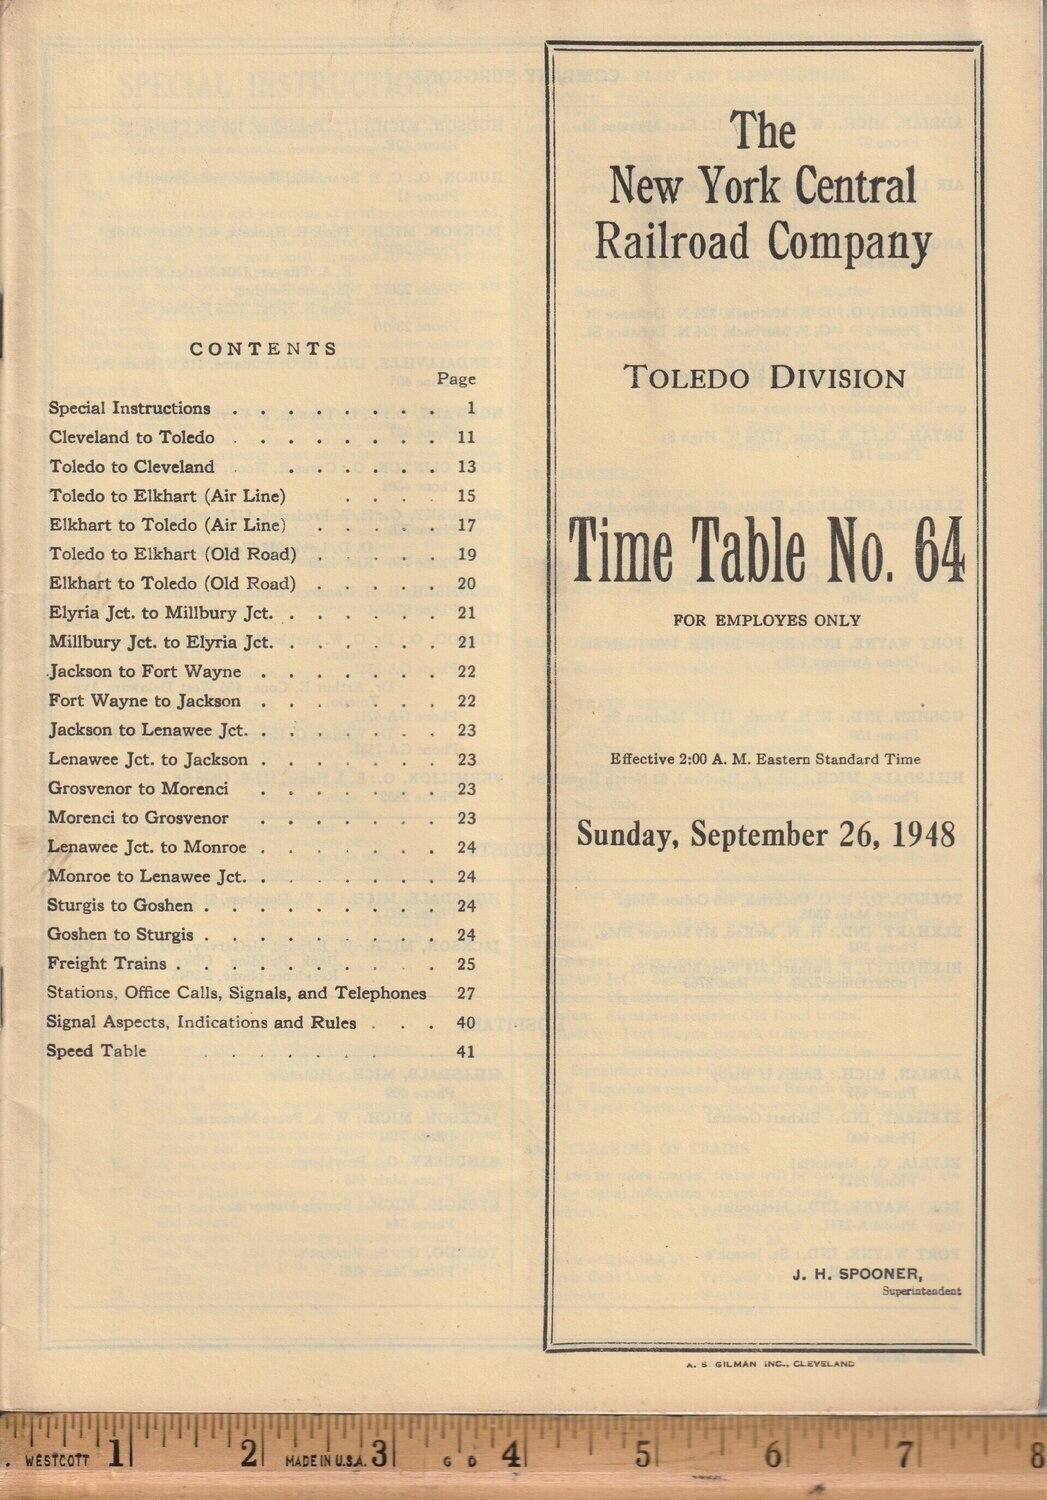 CONTENTS
Page
Special Instructions . . . . . . . . 1
Cleveland to Toledo . . . . . . . . 11
Toledo to Cleveland . . . . . . . 13
Toledo to Elkhart (Air Line) . . . . 15
Elkhart to Toledo (Air Line) . . . . . 17
Toledo to Elkhart (Old Road) . . . . . 19
Elkhart to Toledo (Old Road) . . . . . 20
Elyria Jct. to Millbury Jct. . . . . . . 21
Millbury Jct. to Elyria Jct. . . . . . . 21
Jackson to Fort Wayne . . . . . . . 22
Fort Wayne to Jackson . . . . . . . 22
Jackson to Lenawee Jct. . . . . . . . 23
Lenawee Jct. to Jackson . . . . . . . 23
Grosvenor to Morenci . . . . . . . 23
Morenci to Grosvenor . . . . . . . 23
Lenawee Jct. to Monroe . . . . . . . 24
Monroe to Lenawee Jct. . . . . . . . 24
Sturgis to Goshen . . . . . . . . . 24
Goshen to Sturgis . . . . . . . . . 24
Freight Trains . . . . . . . . . . 25
Stations, Office Calls, Signals, and Telephones 27
Signal Aspects, Indications and Rules . . . 40
Speed Table . . . . . . . . . 41
The
New York Central
Railroad Company
TOLEDO DIVISION
Time Table No. 64
FOR EMPLOYES ONLY
Effective 2:00 A. M. Eastern Standard Time
Sunday, September 26, 1948
J. H. SPOONER,
Superintendent
A. S. GILMAN INC., CLEVELAND
1 2 3 4 5 6 7 8
WESTCOTT MADE IN U.S.A.